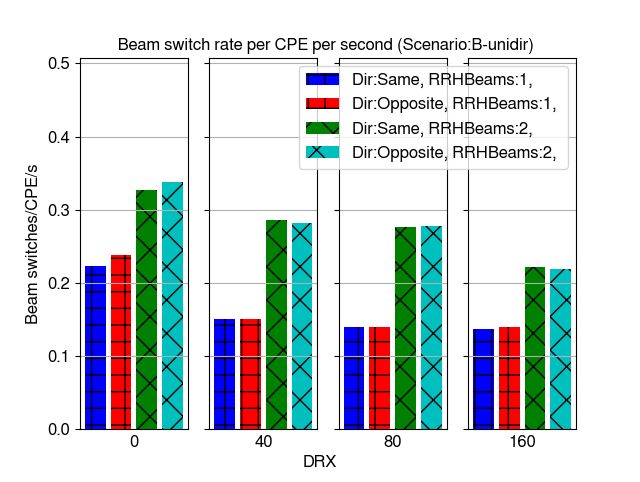 Beam switch rate per CPE per second (Scenario:B-unidir)
Dir:Same, RRHBeams:1,
Dir:Opposite, RRHBeams:1,
Dir:Same, RRHBeams:2,
Dir:Opposite, RRHBeams:2,
Beam switches/CPE/s
0.5
0.4
0.3
0.2
0.1
0.0
0 40 80 160
DRX